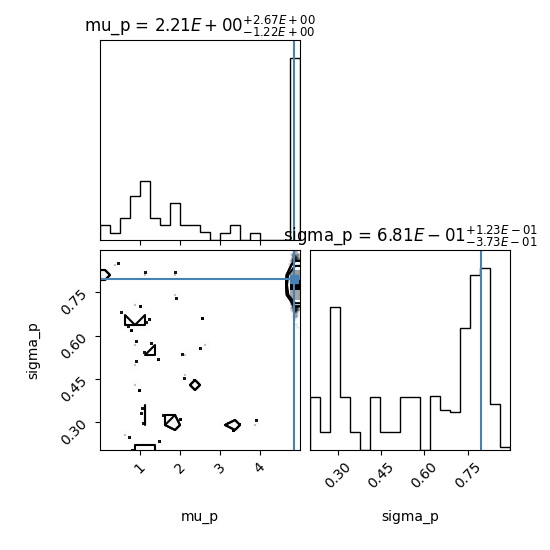 mu_p = 2.21E + 00+2.67E+00−1.22E+00
sigma_p = 6.81E − 01+1.23E−01−3.73E−01
sigma_p
0.75
0.60
0.45
0.30
1 2 3 4
0.30 0.45 0.60 0.75
mu_p
sigma_p